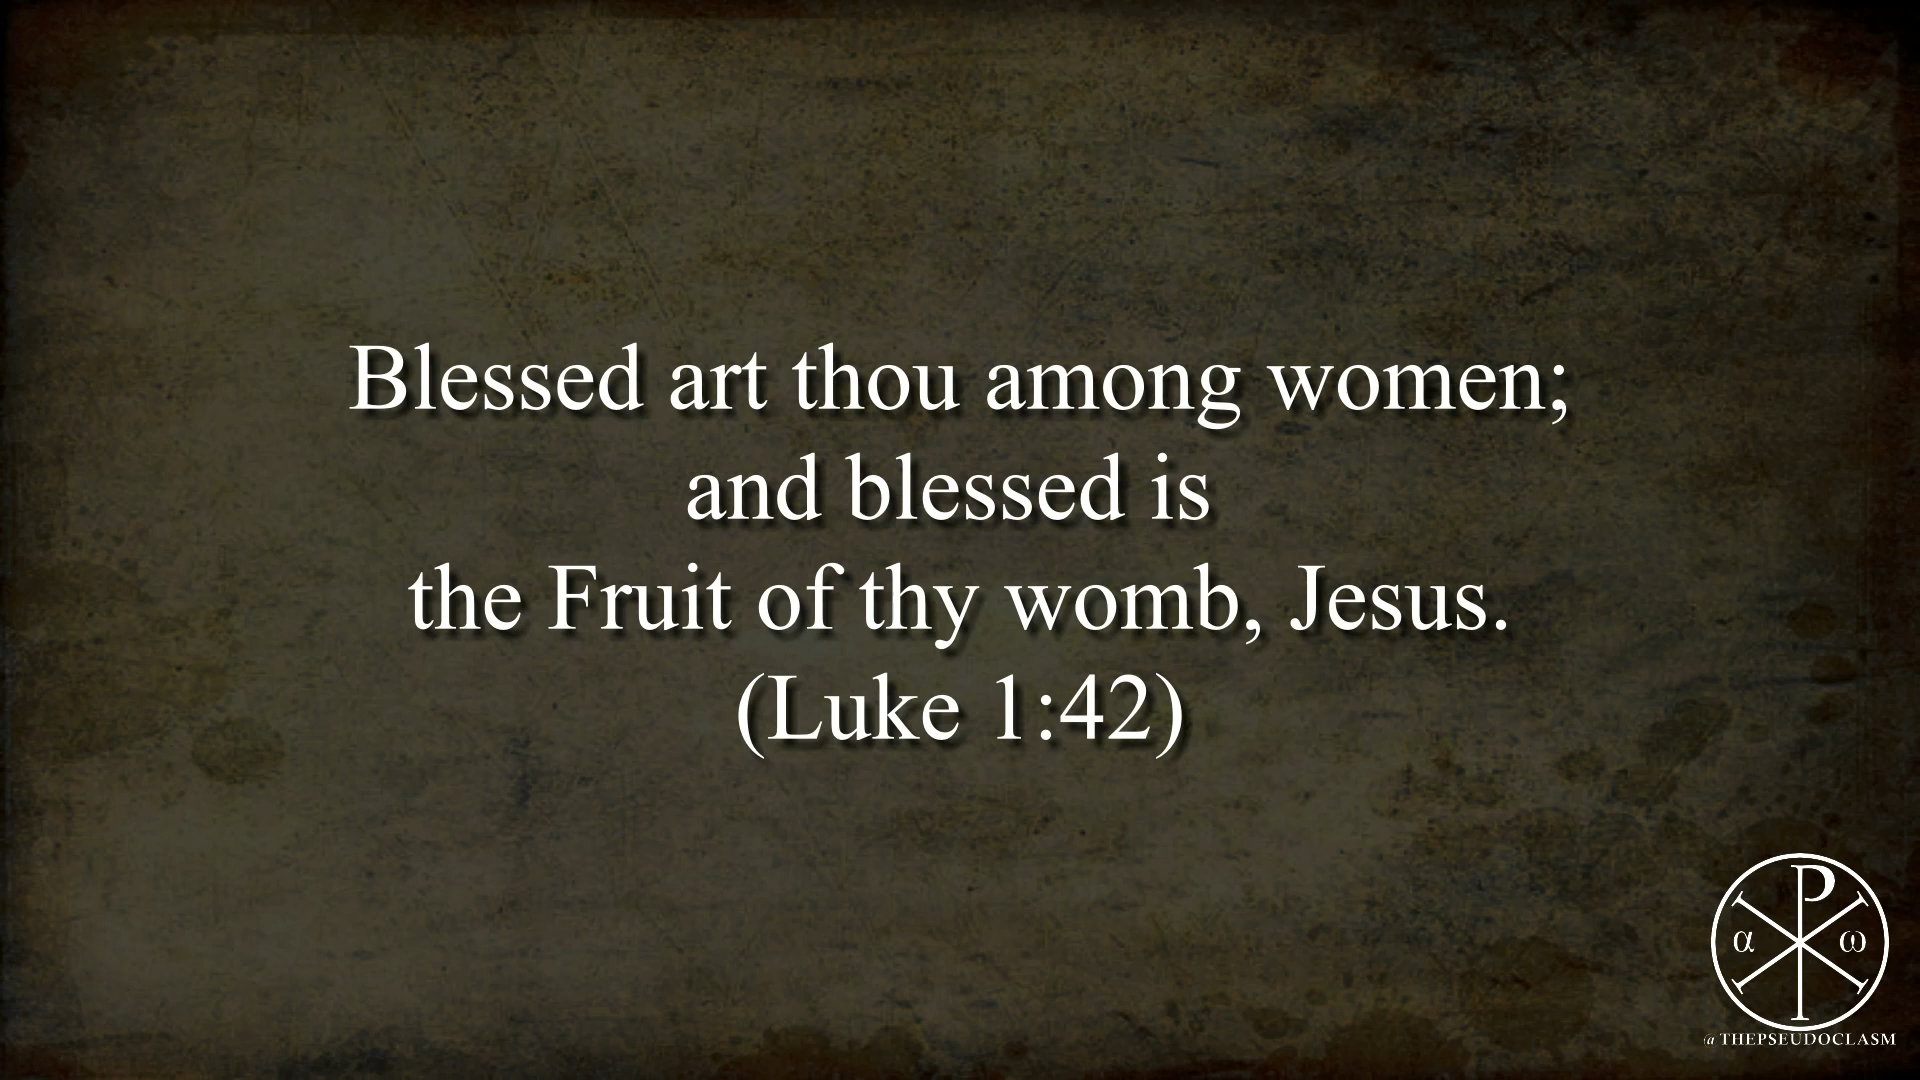 Blessed art thou among women;
and blessed is
the Fruit of thy womb, Jesus.
(Luke 1:42)
P
α ω
@THEPSEUDOCLASM